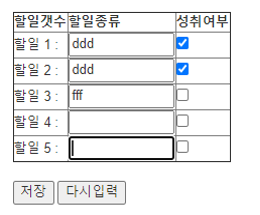 할일갯수 할일종류 성취여부
할일 1 : ddd
할일 2 : ddd
할일 3 : fff
할일 4 :
할일 5 :
저장 다시입력